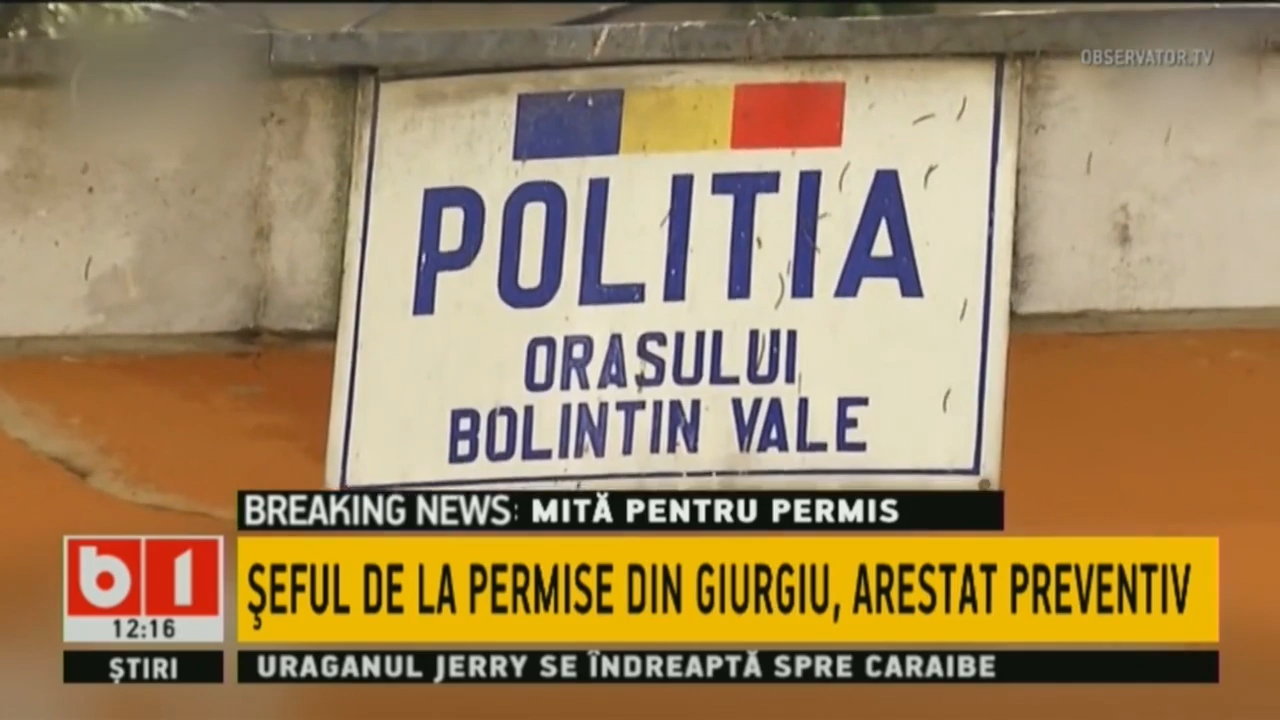 OBSERVATOR.TV
POLITIA
ORASULUI
BOLINTIN VALE
BREAKING NEWS: MITĂ PENTRU PERMIS
b1
ŞEFUL DE LA PERMISE DIN GIURGIU, ARESTAT PREVENTIV
12:16
ŞTIRI
URAGANUL JERRY SE ÎNDREAPTĂ SPRE CARAIBE